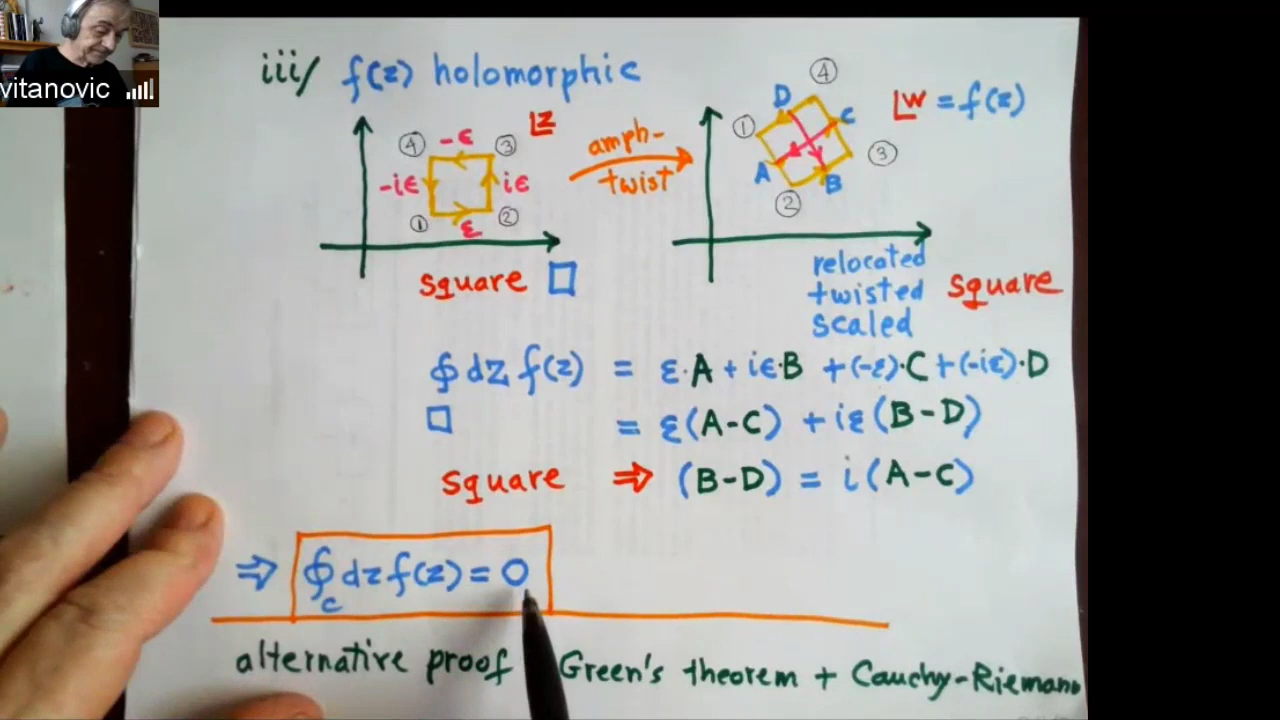 vitanovic
iii/ f(z) holomorphic
④ -ε ③ z
-iε iε
① ε ②
square □
amph-
twist
④
D C w = f(z)
① ③
A B
②
relocated
twisted square
scaled
∮ dz f(z) = ε·A + iε·B + (-ε)·C + (-iε)·D
□ = ε(A-C) + iε(B-D)
square ⇒ (B-D) = i(A-C)
⇒ ∮c dz f(z) = 0
alternative proof Green's theorem + Cauchy-Riemann